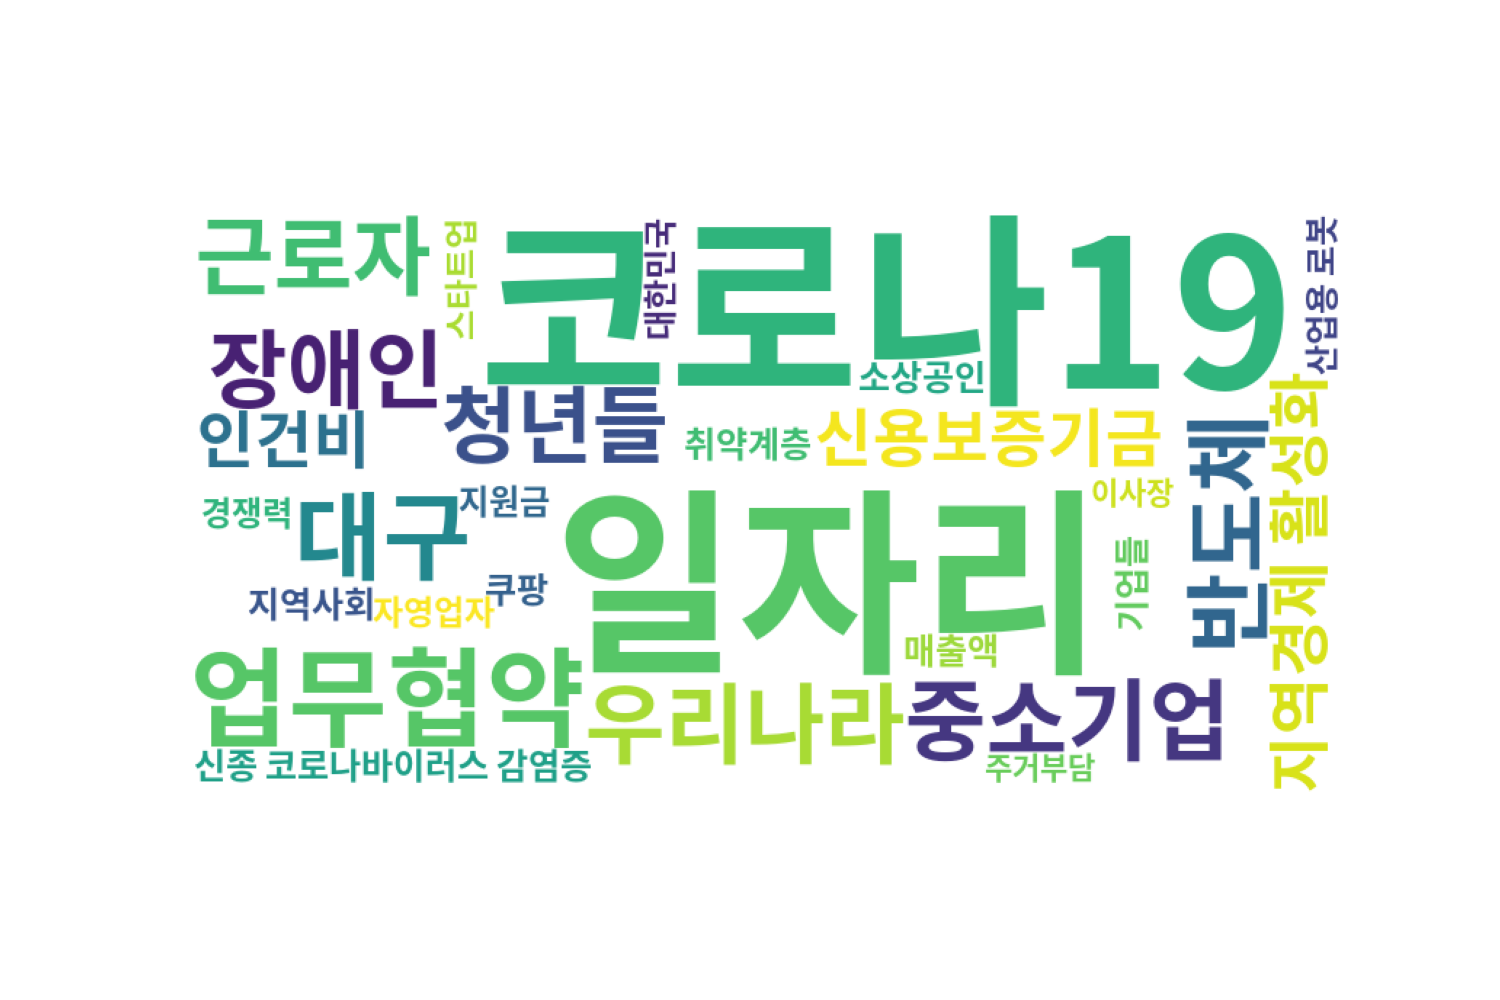 근로자
스타트업
코로나19
대한민국
산업용 로봇
장애인
소상공인
청년들
인건비
취약계층
신용보증기금
반도체
지역경제 활성화
경쟁력
대구
지원금
일자리
이사장
기업들
지역사회
자영업자
쿠팡
매출액
업무협약
우리나라
중소기업
신종 코로나바이러스 감염증
주거부담